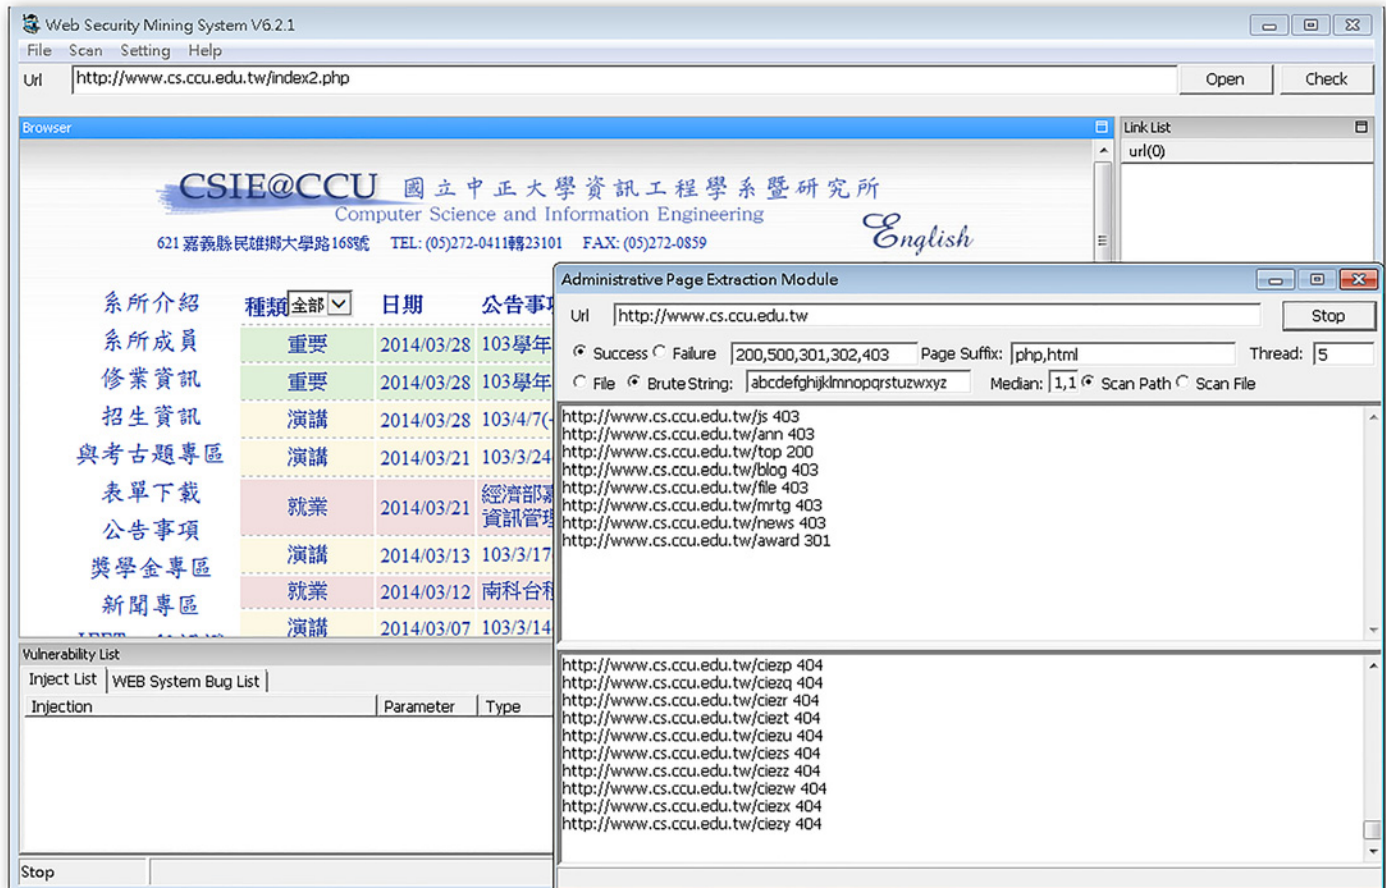 Web Security Mining System V6.2.1
File Scan Setting Help
Url http://www.cs.ccu.edu.tw/index2.php Open Check
Browser
Link List
url(0)
CSIE@CCU 國立中正大學資訊工程學系暨研究所
Computer Science and Information Engineering
English
621 嘉義縣民雄鄉大學路168號 TEL: (05)272-0411轉23101 FAX: (05)272-0859
系所介紹
系所成員
修業資訊
招生資訊
與考古題專區
表單下載
公告事項
獎學金專區
新聞專區
種類 全部 日期 公告事
重要 2014/03/28 103學年
重要 2014/03/28 103學年
演講 2014/03/28 103/4/7(
演講 2014/03/21 103/3/24
就業 2014/03/21 經濟部
資訊管理
演講 2014/03/13 103/3/17
就業 2014/03/12 南科台
演講 2014/03/07 103/3/14
Administrative Page Extraction Module
Url http://www.cs.ccu.edu.tw Stop
Success Failure 200,500,301,302,403 Page Suffix: php,html Thread: 5
File Brute String: abcdefghijklmnopqrstuzwxyz Median: 1,1 Scan Path Scan File
http://www.cs.ccu.edu.tw/js 403
http://www.cs.ccu.edu.tw/ann 403
http://www.cs.ccu.edu.tw/top 200
http://www.cs.ccu.edu.tw/blog 403
http://www.cs.ccu.edu.tw/file 403
http://www.cs.ccu.edu.tw/mrtg 403
http://www.cs.ccu.edu.tw/news 403
http://www.cs.ccu.edu.tw/award 301
http://www.cs.ccu.edu.tw/ciezp 404
http://www.cs.ccu.edu.tw/ciezq 404
http://www.cs.ccu.edu.tw/ciezr 404
http://www.cs.ccu.edu.tw/ciezt 404
http://www.cs.ccu.edu.tw/ciezu 404
http://www.cs.ccu.edu.tw/ciezs 404
http://www.cs.ccu.edu.tw/ciezz 404
http://www.cs.ccu.edu.tw/ciezw 404
http://www.cs.ccu.edu.tw/ciezx 404
http://www.cs.ccu.edu.tw/ciezy 404
Vulnerability List
Inject List WEB System Bug List
Injection Parameter Type
Stop